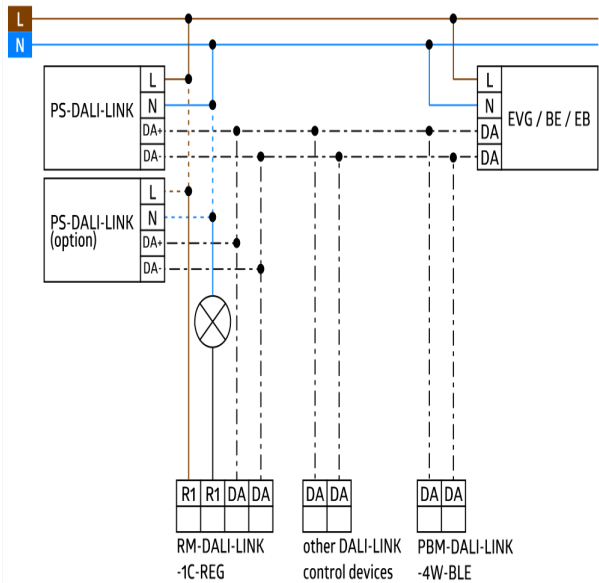 L
N
PS-DALI-LINK
L
N
DA+
DA-
L
N
DA
DA
EVG / BE / EB
PS-DALI-LINK
(option)
L
N
DA+
DA-
R1 R1 DA DA
DA DA
DA DA
RM-DALI-LINK
-1C-REG
other DALI-LINK
control devices
PBM-DALI-LINK
-4W-BLE